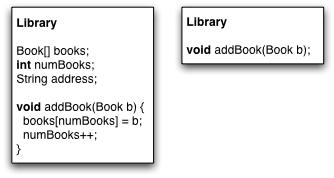 Library
Book[] books;
int numBooks;
String address;
void addBook(Book b) {
books[numBooks] = b;
numBooks++;
}
Library
void addBook(Book b);